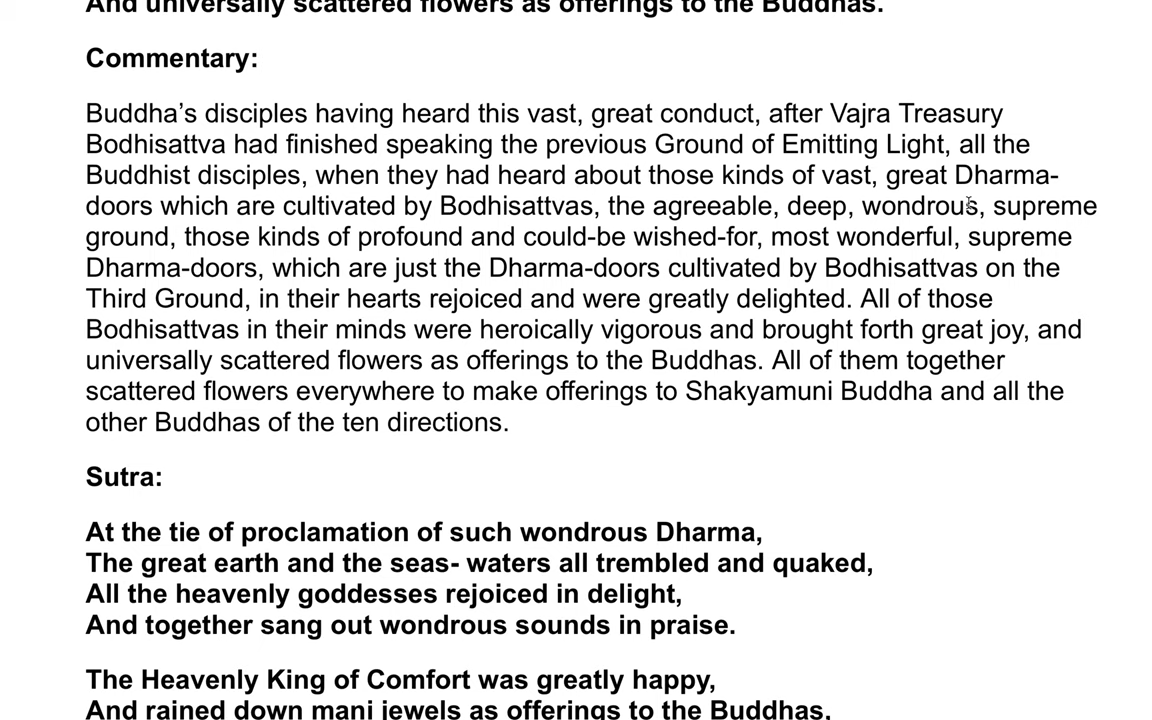 And universally scattered flowers as offerings to the Buddhas.
Commentary:
Buddha’s disciples having heard this vast, great conduct, after Vajra Treasury
Bodhisattva had finished speaking the previous Ground of Emitting Light, all the
Buddhist disciples, when they had heard about those kinds of vast, great Dharma-
doors which are cultivated by Bodhisattvas, the agreeable, deep, wondrous, supreme
ground, those kinds of profound and could-be wished-for, most wonderful, supreme
Dharma-doors, which are just the Dharma-doors cultivated by Bodhisattvas on the
Third Ground, in their hearts rejoiced and were greatly delighted. All of those
Bodhisattvas in their minds were heroically vigorous and brought forth great joy, and
universally scattered flowers as offerings to the Buddhas. All of them together
scattered flowers everywhere to make offerings to Shakyamuni Buddha and all the
other Buddhas of the ten directions.
Sutra:
At the tie of proclamation of such wondrous Dharma,
The great earth and the seas- waters all trembled and quaked,
All the heavenly goddesses rejoiced in delight,
And together sang out wondrous sounds in praise.
The Heavenly King of Comfort was greatly happy,
And rained down mani jewels as offerings to the Buddhas,